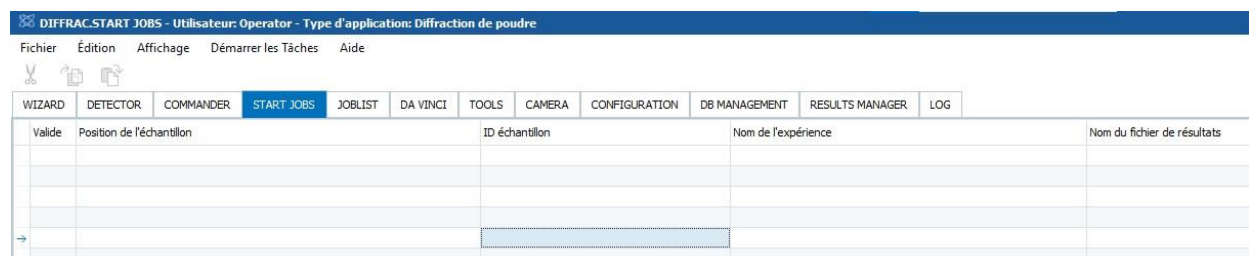 DIFFRAC.START JOBS - Utilisateur: Operator - Type d'application: Diffraction de poudre
Fichier Édition Affichage Démarrer les Tâches Aide
WIZARD DETECTOR COMMANDER START JOBS JOBLIST DA VINCI TOOLS CAMERA CONFIGURATION DB MANAGEMENT RESULTS MANAGER LOG
Valide Position de l'échantillon ID échantillon Nom de l'expérience Nom du fichier de résultats